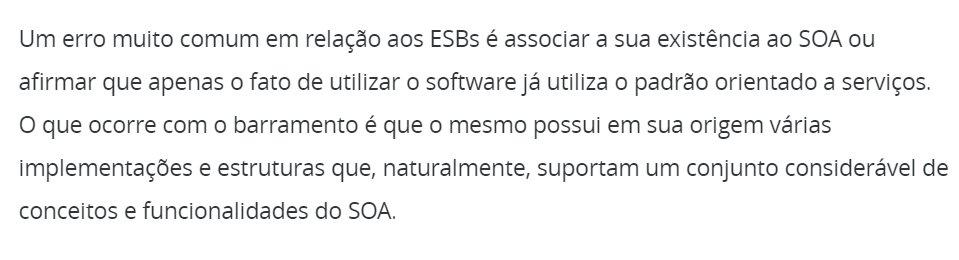 Um erro muito comum em relação aos ESBs é associar a sua existência ao SOA ou
afirmar que apenas o fato de utilizar o software já utiliza o padrão orientado a serviços.
O que ocorre com o barramento é que o mesmo possui em sua origem várias
implementações e estruturas que, naturalmente, suportam um conjunto considerável de
conceitos e funcionalidades do SOA.